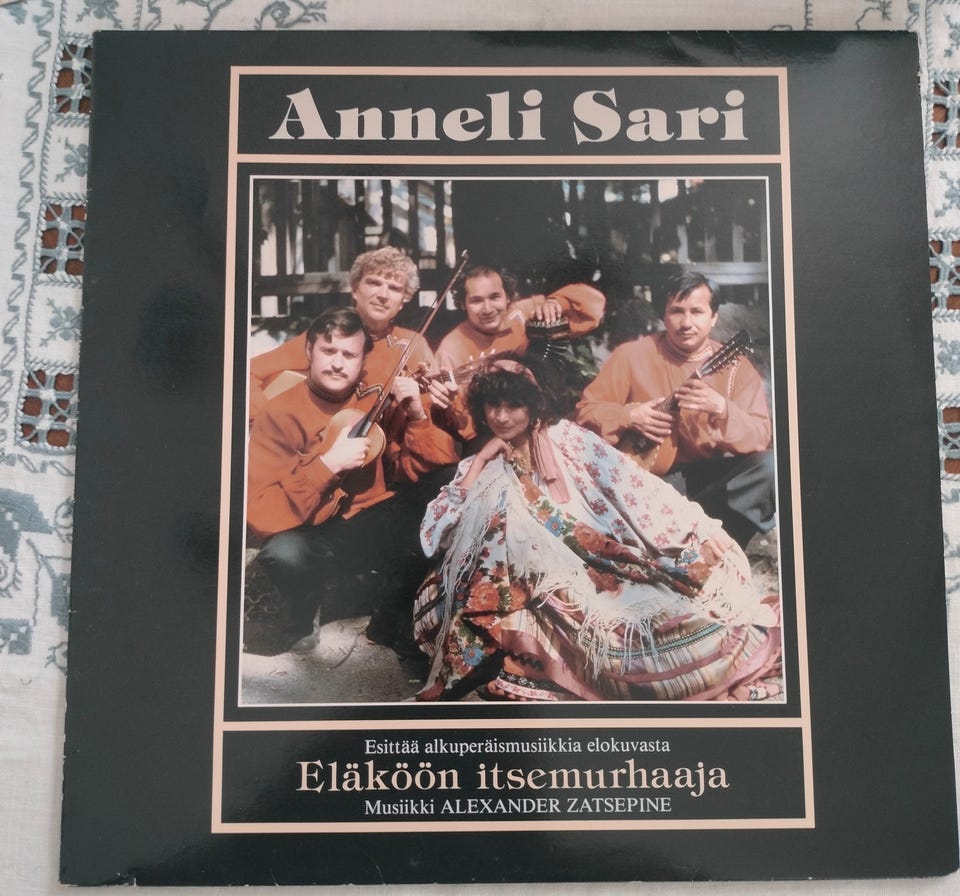 Anneli Sari
Esittää alkuperäismusiikkia elokuvasta
Eläköön itsemurhaaja
Musiikki ALEXANDER ZATSEPINE